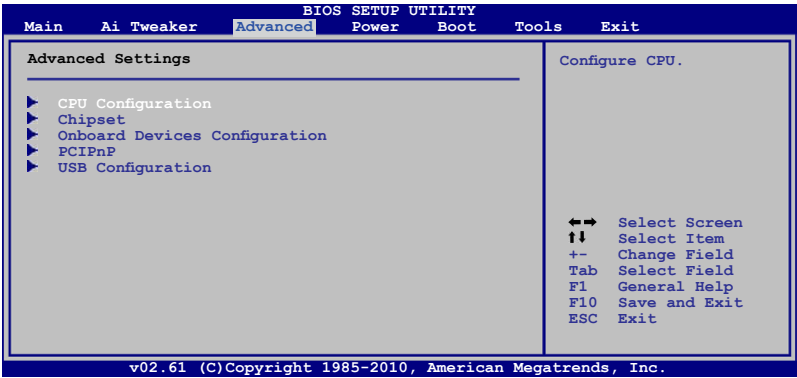 BIOS SETUP UTILITY
Main Ai Tweaker Advanced Power Boot Tools Exit
Advanced Settings
CPU Configuration
Chipset
Onboard Devices Configuration
PCIPnP
USB Configuration
Configure CPU.
←→ Select Screen
↑↓ Select Item
+- Change Field
Tab Select Field
F1 General Help
F10 Save and Exit
ESC Exit
v02.61 (C)Copyright 1985-2010, American Megatrends, Inc.